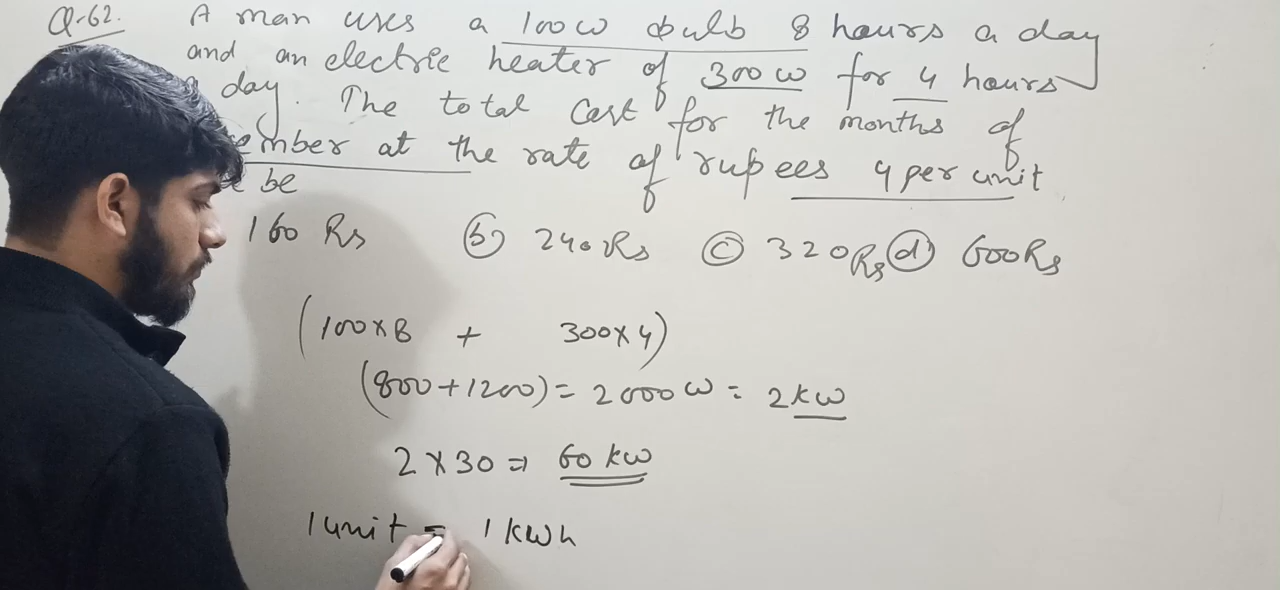 Q-62. A man uses a 100w bulb 8 hours a day
and an electric heater of 300w for 4 hours
day. The total cost for the months of
ember at the rate of rupees 4 per unit
be
160 Rs (b) 240 Rs (c) 320 Rs (d) 600 Rs
(100×8 + 300×4)
(800+1200) = 2000 w = 2kw
2×30 ⇒ 60 kw
1 unit = 1 kwh